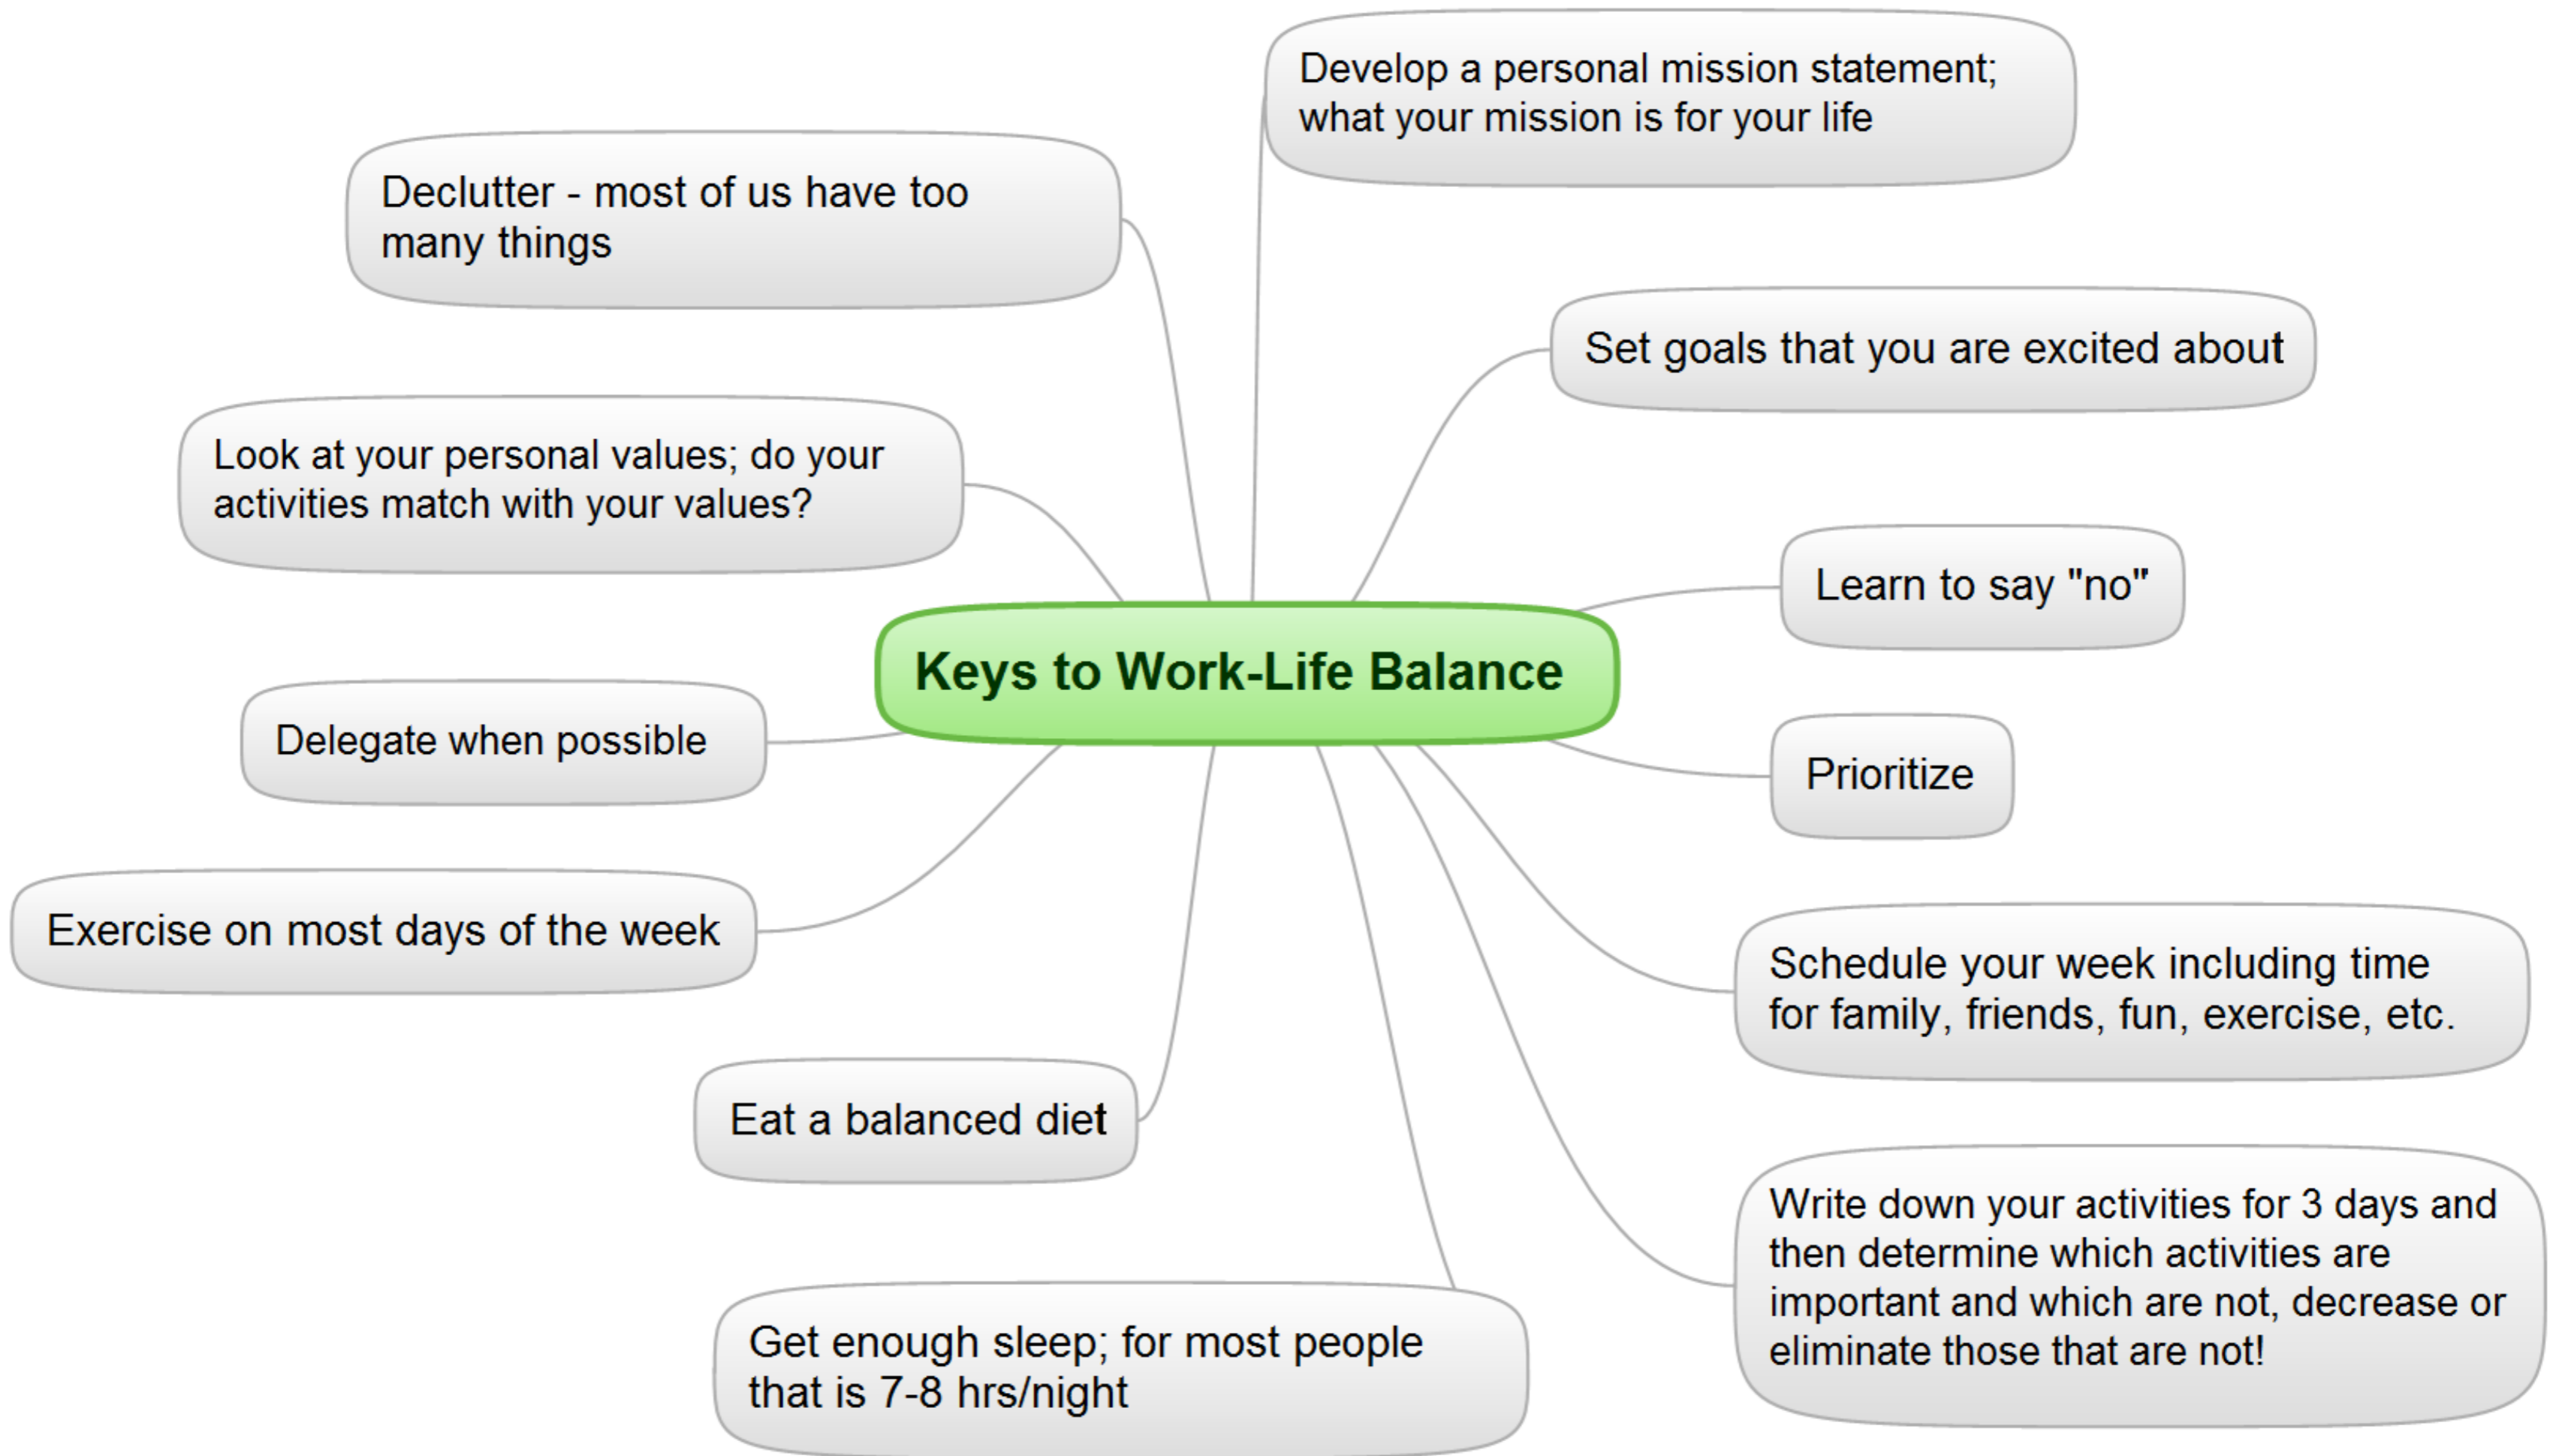 Keys to Work-Life Balance
Develop a personal mission statement;
what your mission is for your life
Set goals that you are excited about
Learn to say "no"
Prioritize
Schedule your week including time
for family, friends, fun, exercise, etc.
Write down your activities for 3 days and
then determine which activities are
important and which are not, decrease or
eliminate those that are not!
Get enough sleep; for most people
that is 7-8 hrs/night
Eat a balanced diet
Exercise on most days of the week
Delegate when possible
Look at your personal values; do your
activities match with your values?
Declutter - most of us have too
many things